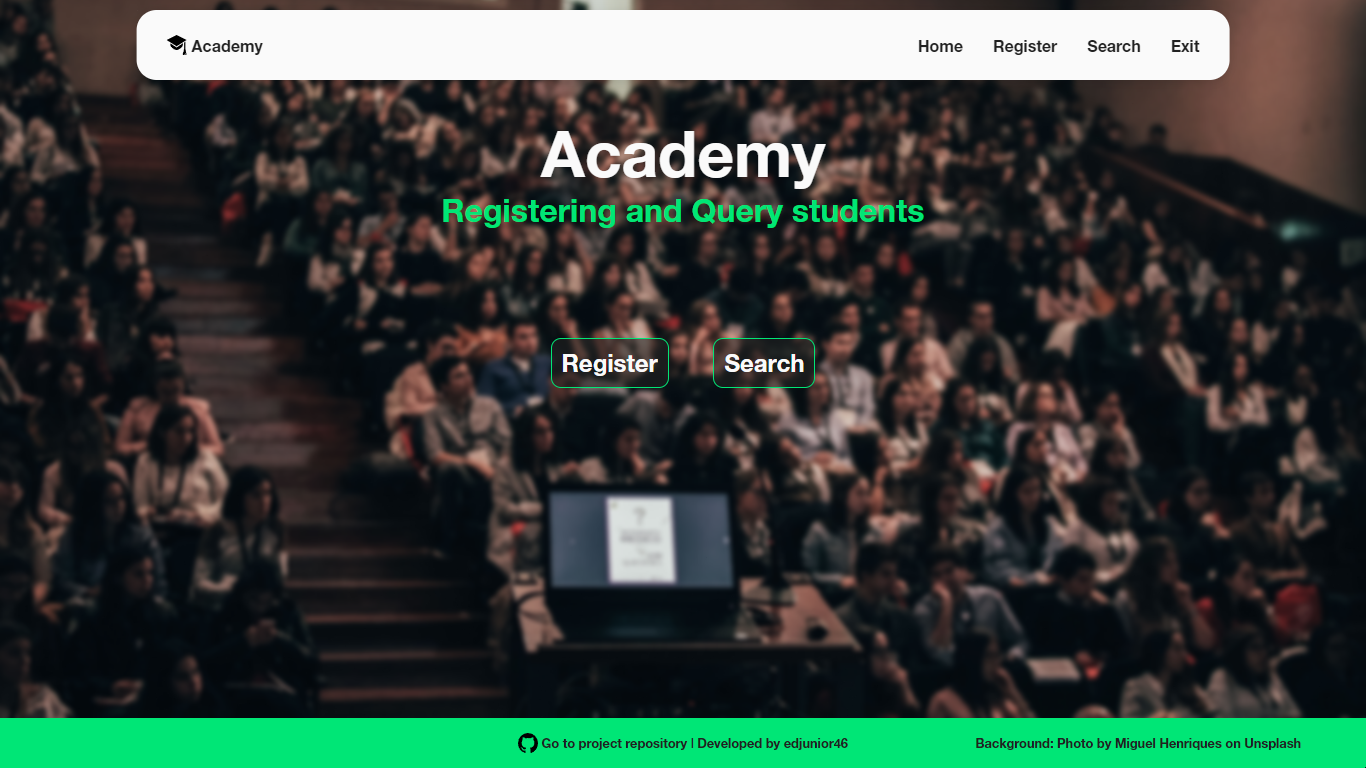 Academy
Home Register Search Exit
Academy
Registering and Query students
Register Search
Go to project repository | Developed by edjunior46
Background: Photo by Miguel Henriques on Unsplash